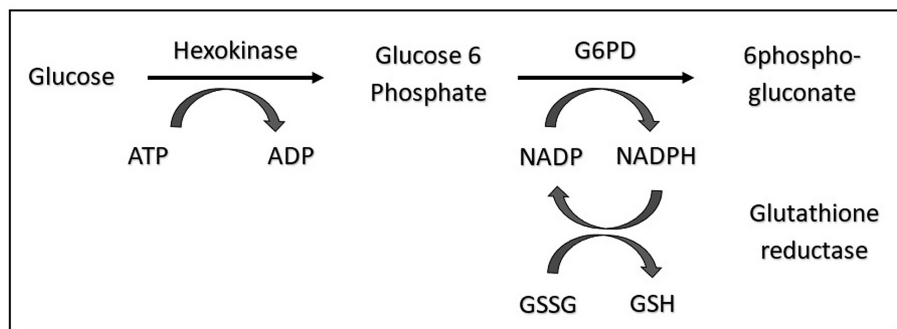 Hexokinase
Glucose
Glucose 6
Phosphate
G6PD
6phospho-
gluconate
ATP
ADP
NADP
NADPH
Glutathione
reductase
GSSG
GSH